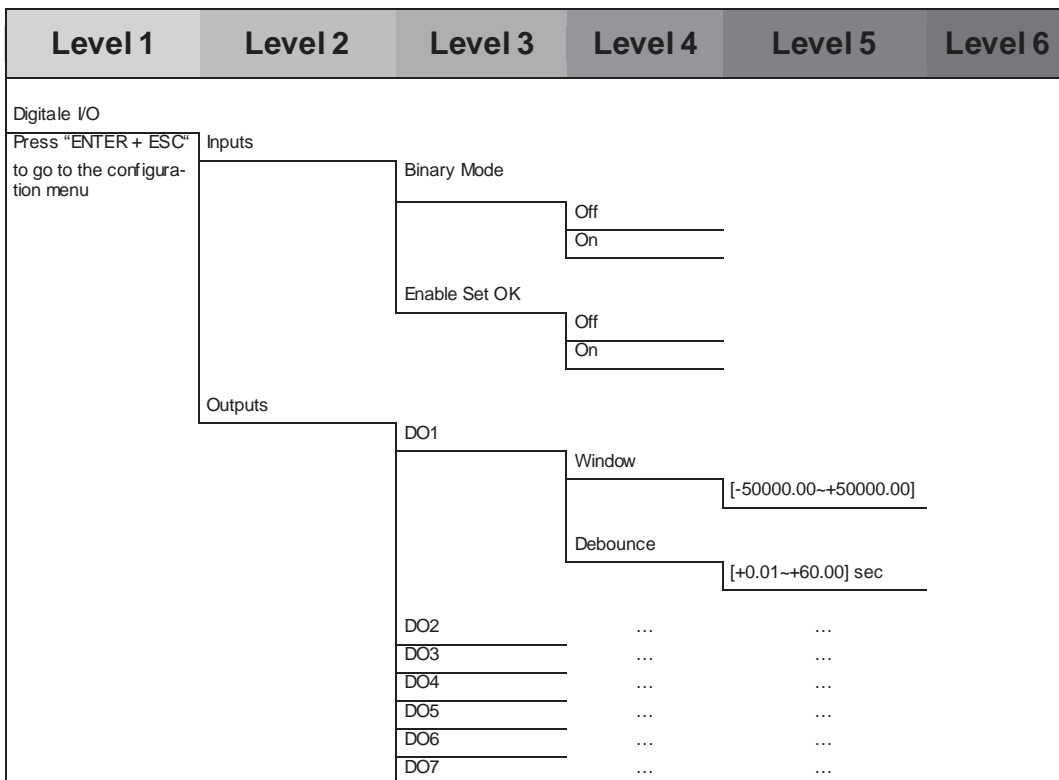 Level 1 Level 2 Level 3 Level 4 Level 5 Level 6
Digitale I/O
Press “ENTER + ESC“ Inputs
to go to the configura- Binary Mode
tion menu
Off
On
Enable Set OK
Off
On
Outputs
DO1
Window
[-50000.00~+50000.00]
Debounce
[+0.01~+60.00] sec
DO2 … …
DO3 … …
DO4 … …
DO5 … …
DO6 … …
DO7 … …